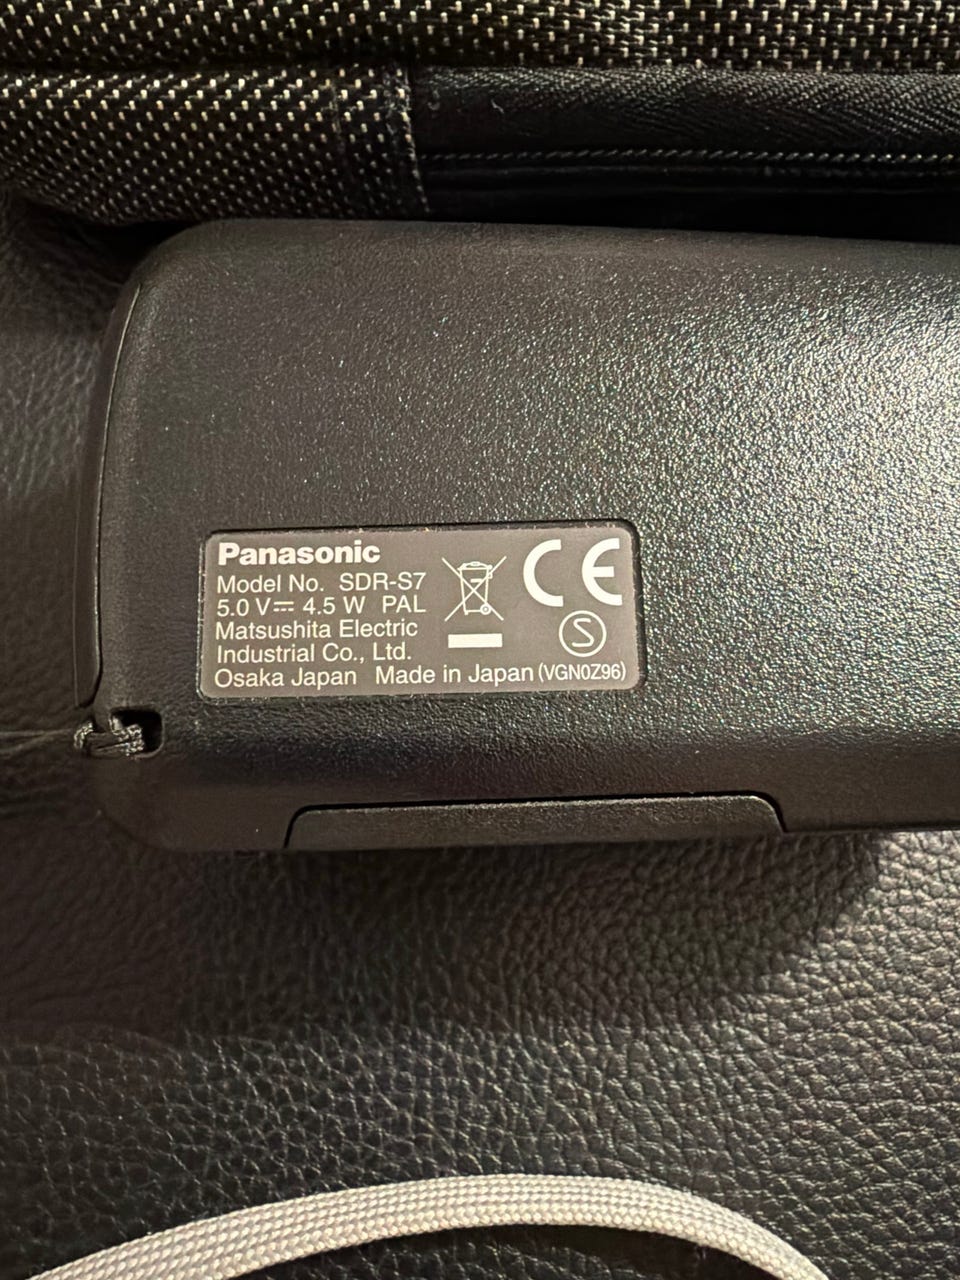 Panasonic
Model No. SDR-S7
5.0 V⎓ 4.5 W PAL
Matsushita Electric
Industrial Co., Ltd.
Osaka Japan Made in Japan (VGN0Z96)
CE
S